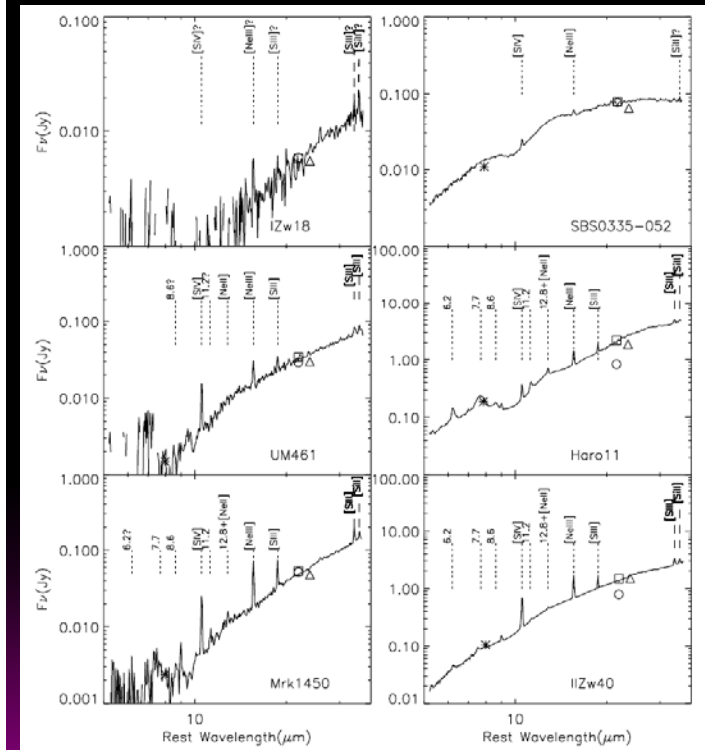 0.100
0.010
Fν(Jy)
[SIV]?
[NeIII]?
[SIII]?
[SIII]?
[SiII]?
IZw18
0.100
0.010
1.000
Fν(Jy)
[SIV]
[NeIII]
[SiII]?
SBS0335-052
1.000
0.100
0.010
Fν(Jy)
8.6?
[SIV]
11.2?
[NeII]
[NeIII]
[SIII]
[SIII]
[SiII]
UM461
100.00
10.00
1.00
0.10
6.2
7.7
8.6
[SIV]
11.2
12.8+[NeII]
[NeIII]
[SIII]
[SIII]
[SiII]
Haro11
1.000
0.100
0.010
0.001
Fν(Jy)
6.2?
7.7
8.6
[SIV]
11.2
12.8+[NeII]
[NeIII]
[SIII]
[SIII]
[SiII]
Mrk1450
100.00
10.00
1.00
0.10
0.01
6.2
7.7
8.6
[SIV]
11.2
12.8+[NeII]
[NeIII]
[SIII]
[SIII]
[SiII]
IIZw40
10
10
Rest Wavelength(μm)
Rest Wavelength(μm)